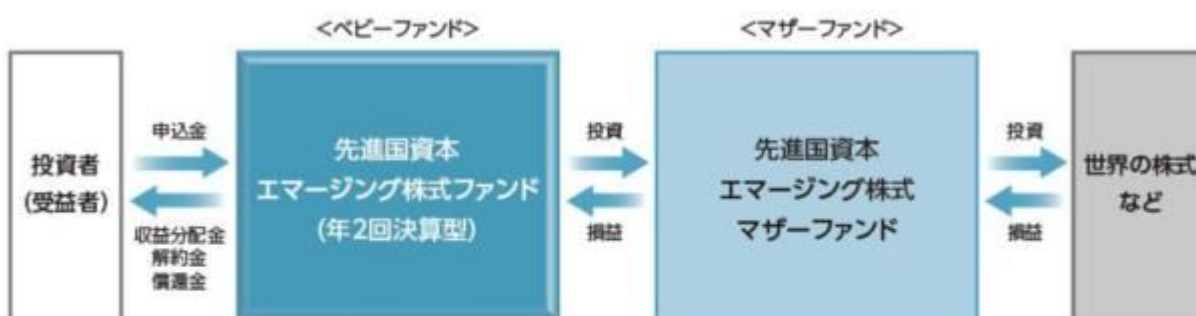 <ベビーファンド>
<マザーファンド>
投資者
(受益者)
申込金
収益分配金
解約金
償還金
先進国資本
エマージング株式ファンド
(年2回決算型)
投資
損益
先進国資本
エマージング株式
マザーファンド
投資
損益
世界の株式
など